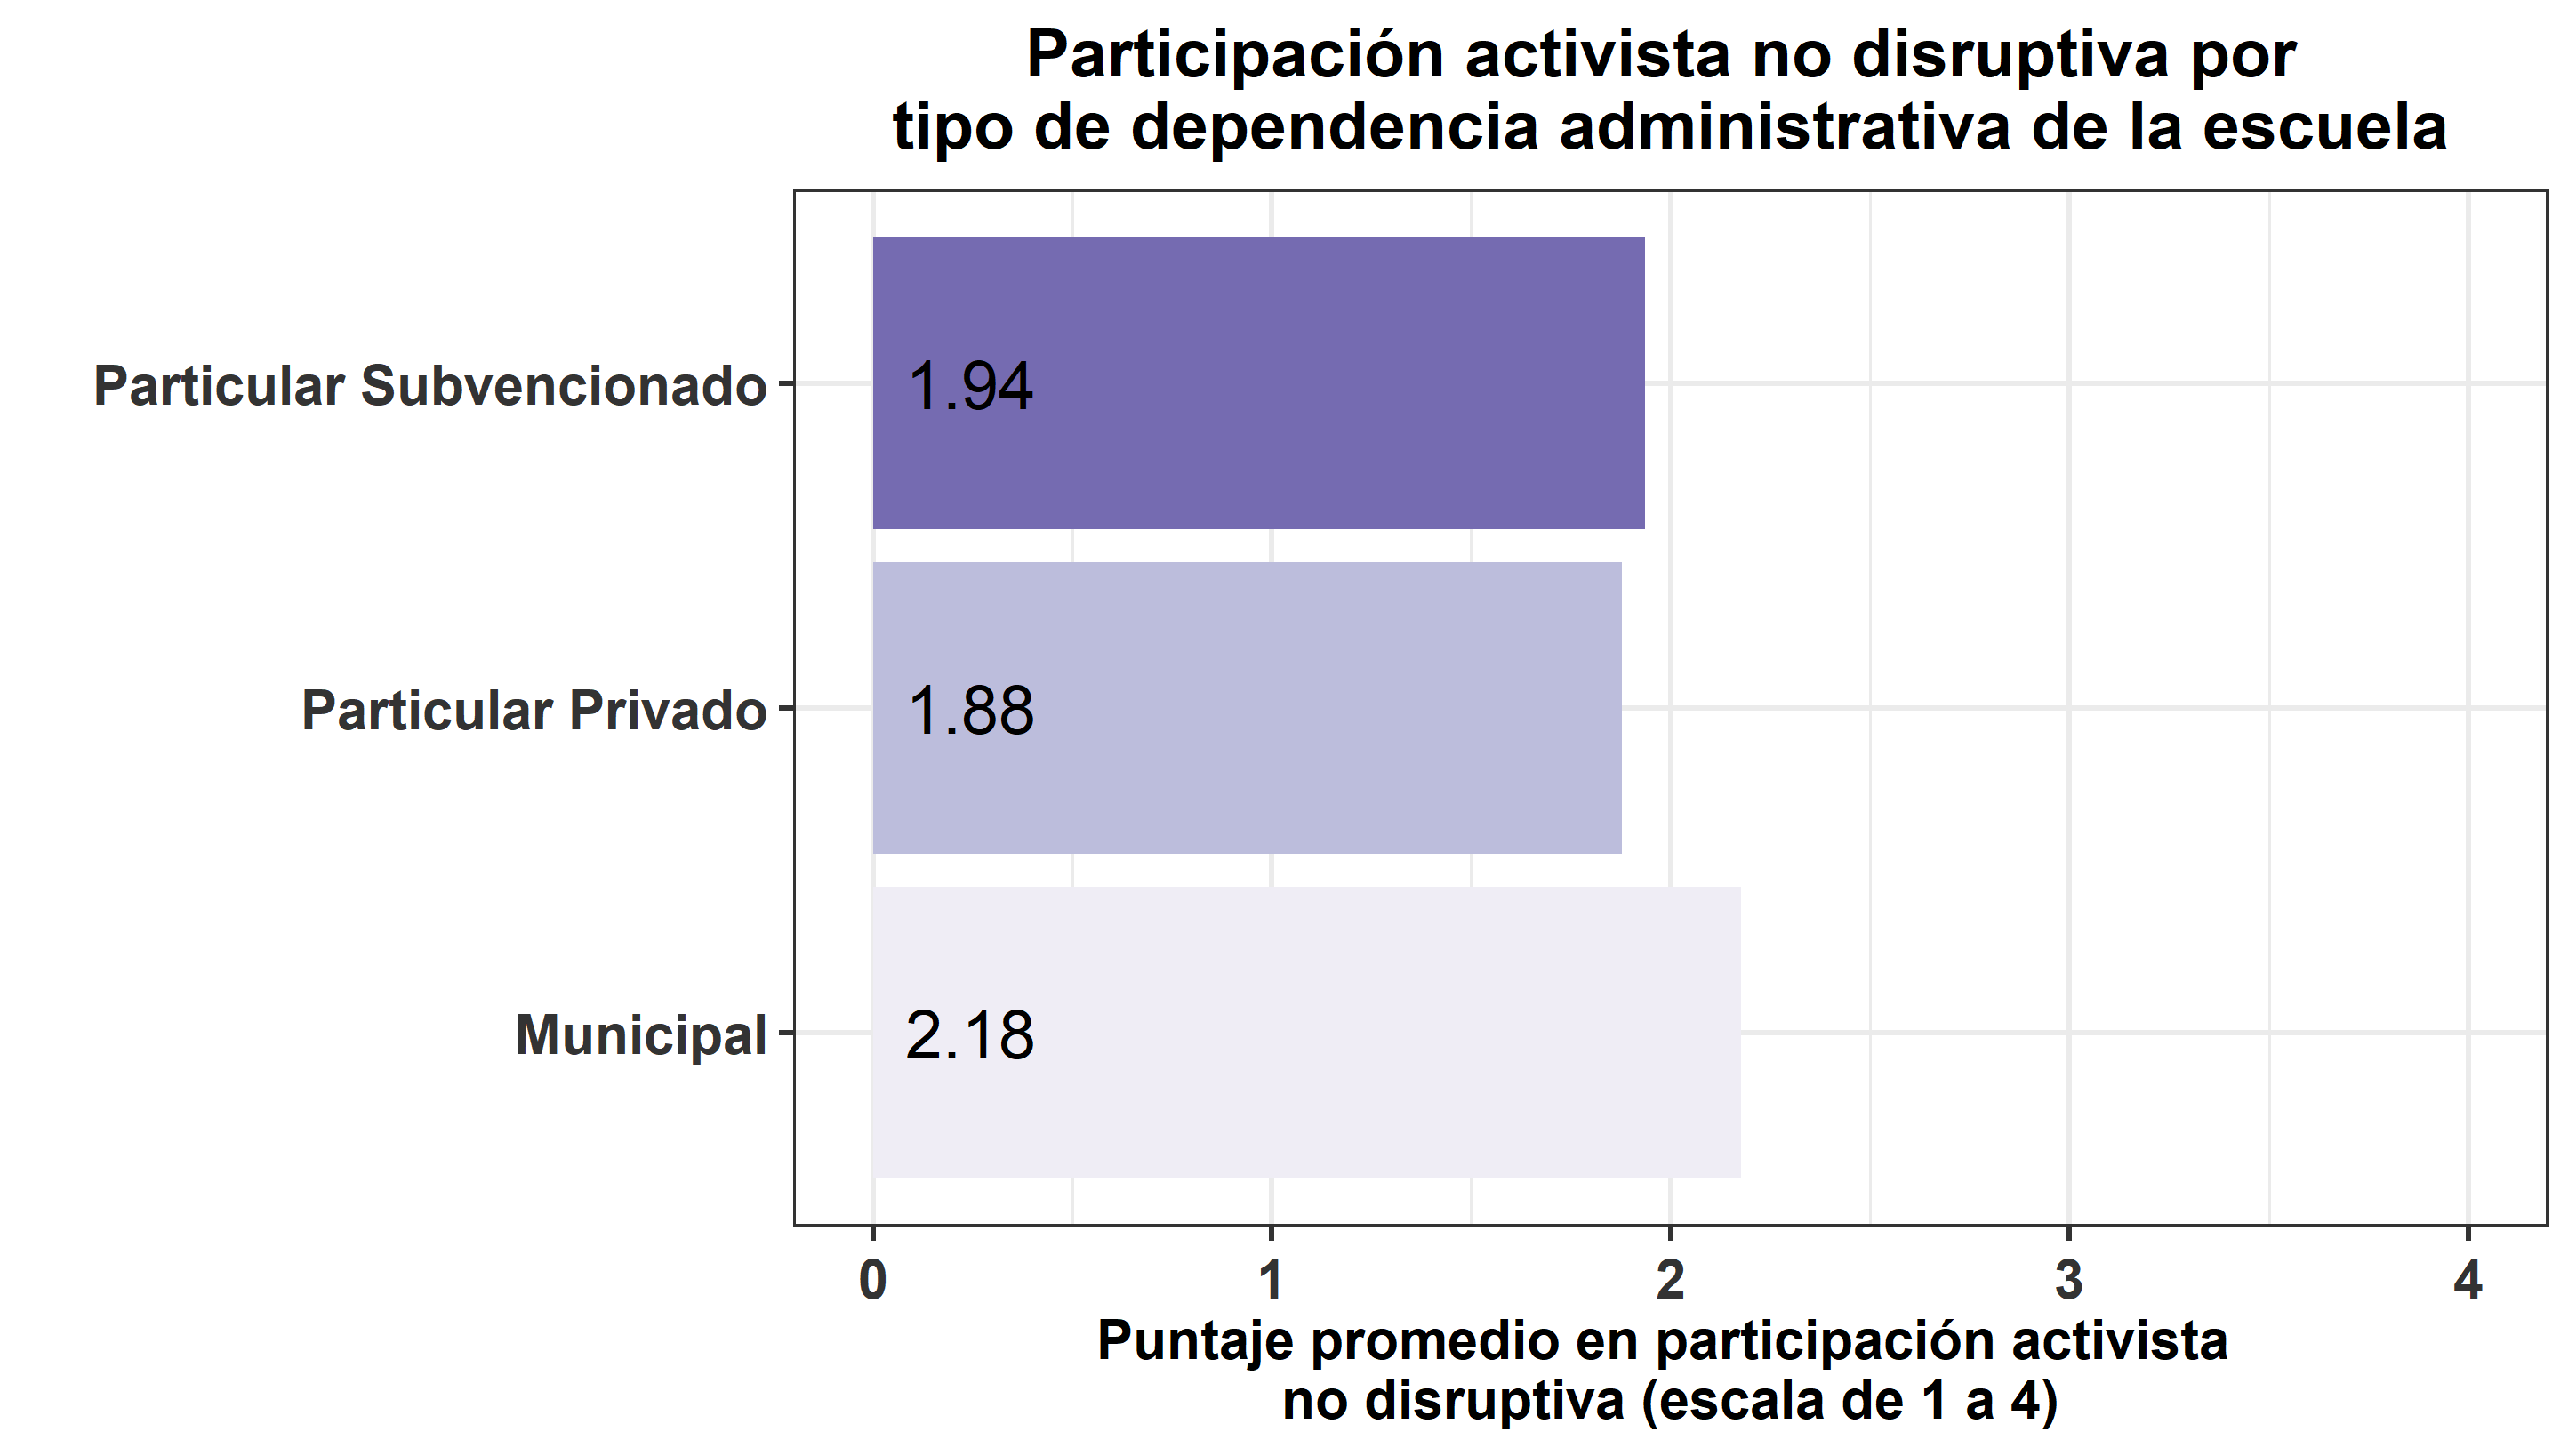 Participación activista no disruptiva por
tipo de dependencia administrativa de la escuela
Particular Subvencionado
1.94
Particular Privado
1.88
Municipal
2.18
0 1 2 3 4
Puntaje promedio en participación activista
no disruptiva (escala de 1 a 4)